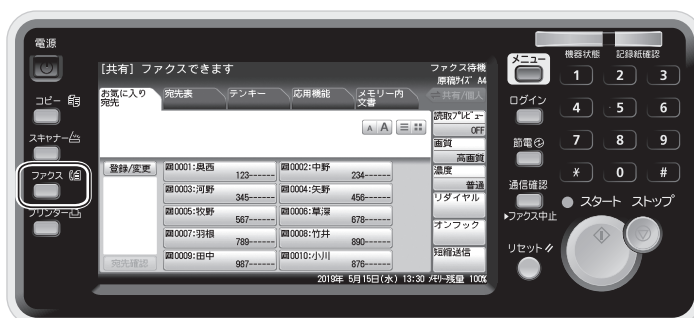 電源
コピー
スキャナー
ファクス
プリンター
[共有] ファクスできます
ファクス待機
原稿ｻｲｽﾞ A4
お気に入り
宛先
宛先表
テンキー
応用機能
メモリー内
文書
共有/個人
A A
読取ﾌﾟﾚﾋﾞｭｰ
OFF
画質
高画質
濃度
普通
リダイヤル
オンフック
短縮送信
登録/変更
0001:奥西
123------
0002:中野
234------
0003:河野
345------
0004:矢野
456------
0005:牧野
567------
0006:草深
678------
0007:羽根
789------
0008:竹井
890------
0009:田中
987------
0010:小川
876------
宛先確認
2019年 5月15日(水) 13:30 ﾒﾓﾘｰ残量 100%
メニュー
ログイン
節電
通信確認
▶ファクス中止
リセット
機器状態 記録紙確認
1 2 3
4 5 6
7 8 9
* 0 #
スタート ストップ